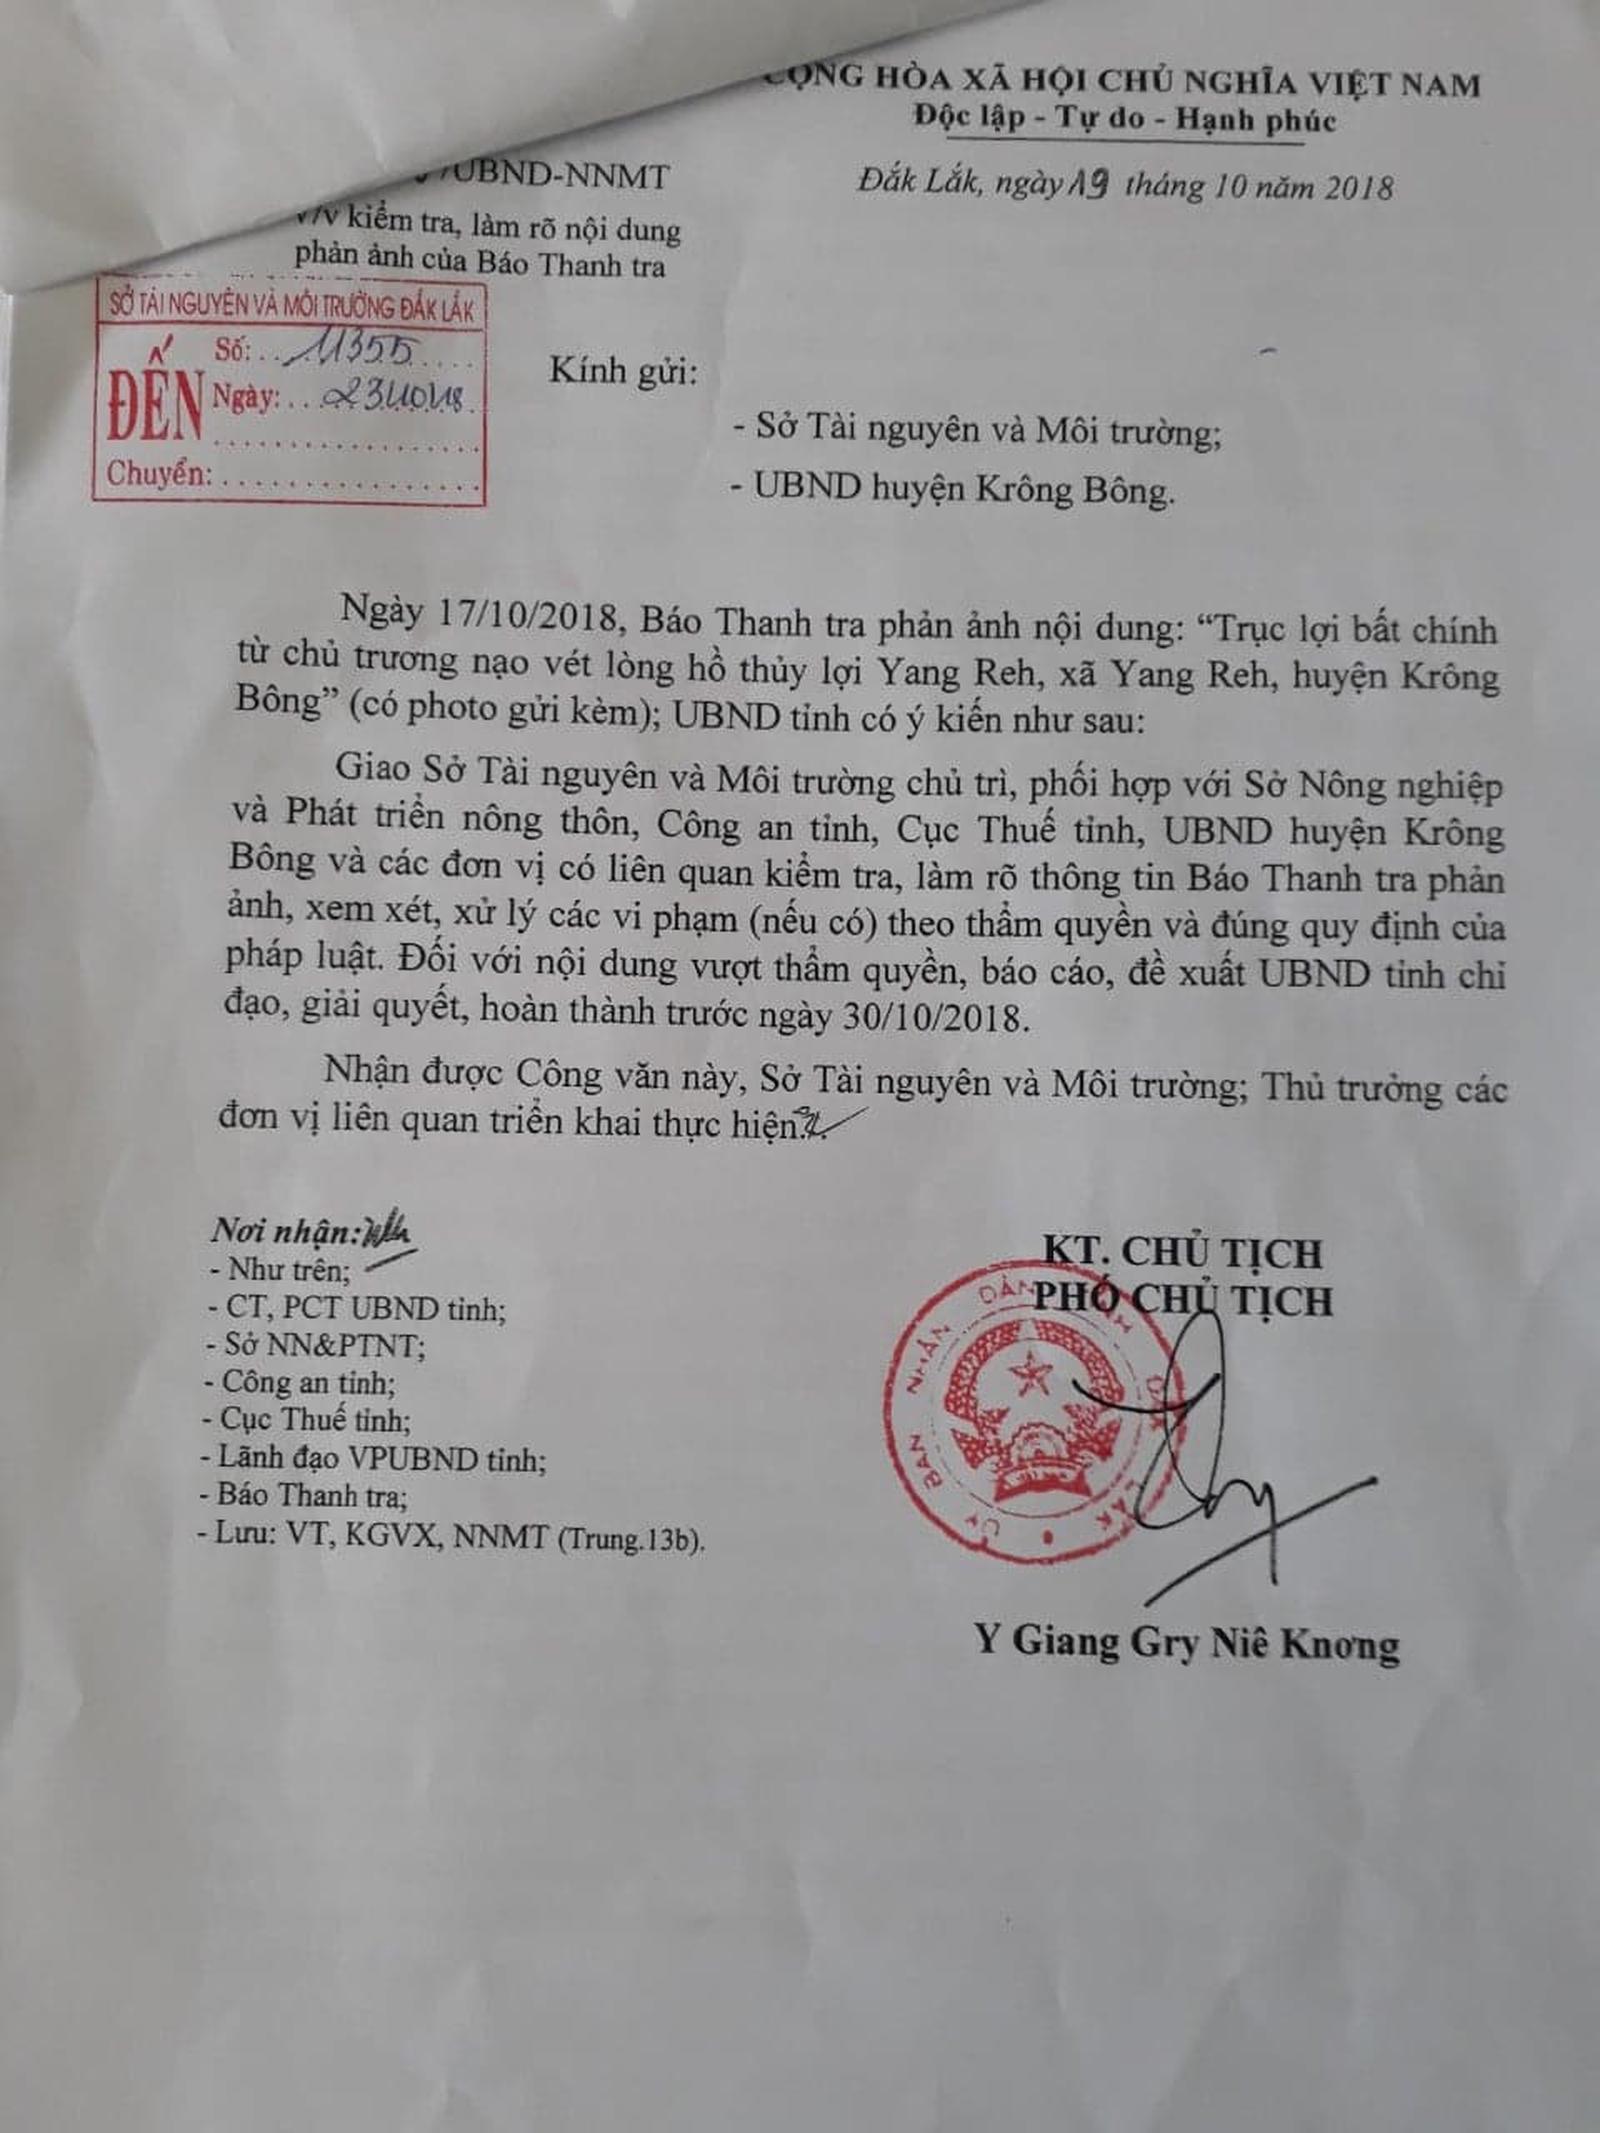 CỘNG HÒA XÃ HỘI CHỦ NGHĨA VIỆT NAM
Độc lập - Tự do - Hạnh phúc
/UBND-NNMT
Đắk Lắk, ngày 19 tháng 10 năm 2018
V/v kiểm tra, làm rõ nội dung
phản ảnh của Báo Thanh tra
SỞ TÀI NGUYÊN VÀ MÔI TRƯỜNG ĐẮK LẮK
ĐẾN
Số: 11355
Ngày: 23/10/18
Chuyển:
Kính gửi:
- Sở Tài nguyên và Môi trường;
- UBND huyện Krông Bông.
Ngày 17/10/2018, Báo Thanh tra phản ảnh nội dung: “Trục lợi bất chính
từ chủ trương nạo vét lòng hồ thủy lợi Yang Reh, xã Yang Reh, huyện Krông
Bông” (có photo gửi kèm); UBND tỉnh có ý kiến như sau:
Giao Sở Tài nguyên và Môi trường chủ trì, phối hợp với Sở Nông nghiệp
và Phát triển nông thôn, Công an tỉnh, Cục Thuế tỉnh, UBND huyện Krông
Bông và các đơn vị có liên quan kiểm tra, làm rõ thông tin Báo Thanh tra phản
ảnh, xem xét, xử lý các vi phạm (nếu có) theo thẩm quyền và đúng quy định của
pháp luật. Đối với nội dung vượt thẩm quyền, báo cáo, đề xuất UBND tỉnh chỉ
đạo, giải quyết, hoàn thành trước ngày 30/10/2018.
Nhận được Công văn này, Sở Tài nguyên và Môi trường; Thủ trưởng các
đơn vị liên quan triển khai thực hiện.
Nơi nhận:
- Như trên;
- CT, PCT UBND tỉnh;
- Sở NN&PTNT;
- Công an tỉnh;
- Cục Thuế tỉnh;
- Lãnh đạo VPUBND tỉnh;
- Báo Thanh tra;
- Lưu: VT, KGVX, NNMT (Trung.13b).
KT. CHỦ TỊCH
PHÓ CHỦ TỊCH
ỦY BAN NHÂN DÂN TỈNH ĐẮK LẮK
Y Giang Gry Niê Knơng